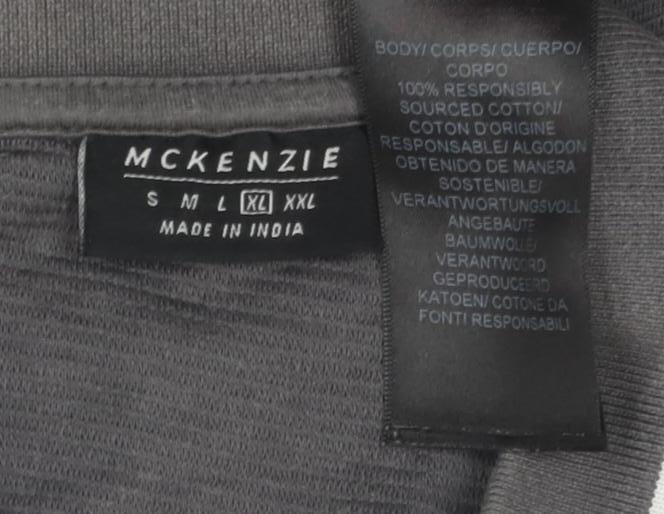 MCKENZIE
S M L XL XXL
MADE IN INDIA
BODY/ CORPS/ CUERPO/
CORPO
100% RESPONSIBLY
SOURCED COTTON/
COTON D'ORIGINE
RESPONSABLE/ ALGODON
OBTENIDO DE MANERA
SOSTENIBLE/
VERANTWORTUNGSVOLL
ANGEBAUTE
BAUMWOLLE/
VERANTWOORD
GEPRODUCEERD
KATOEN/ COTONE DA
FONTI RESPONSABILI